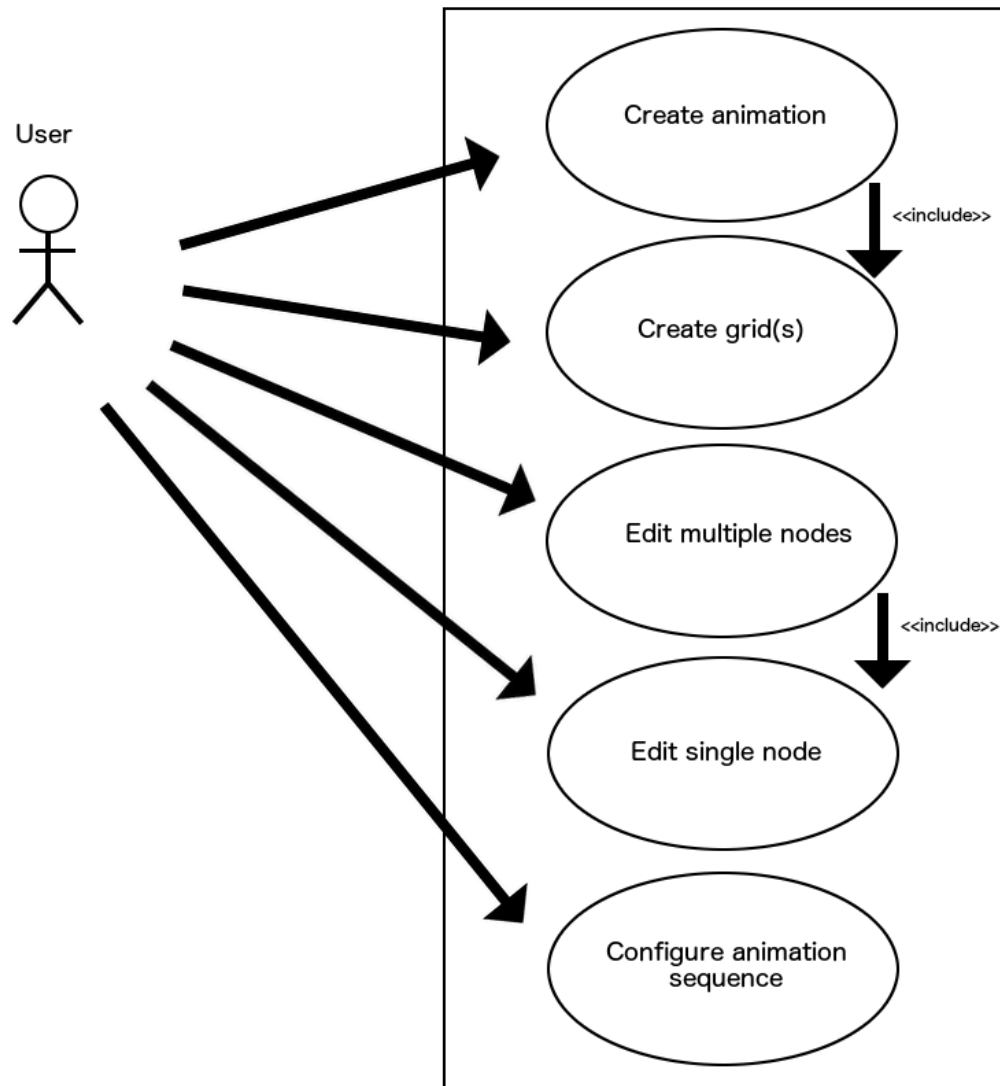 User
Create animation
<<include>>
Create grid(s)
Edit multiple nodes
<<include>>
Edit single node
Configure animation
sequence